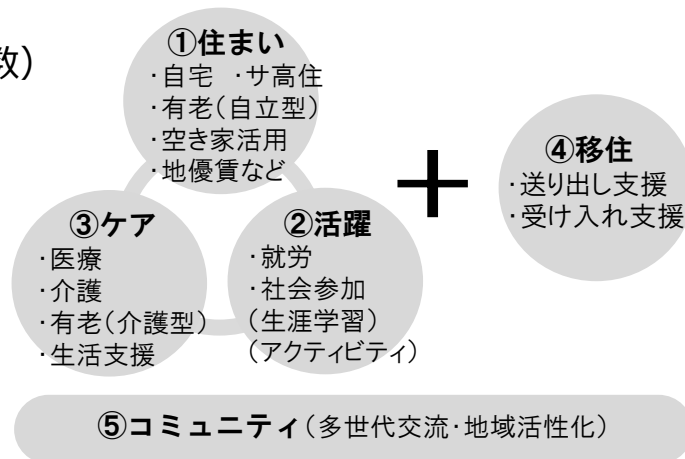 数)
①住まい
・自宅 ・サ高住
・有老(自立型)
・空き家活用
・地優賃など
＋
④移住
・送り出し支援
・受け入れ支援
③ケア
・医療
・介護
・有老(介護型)
・生活支援
②活躍
・就労
・社会参加
(生涯学習)
(アクティビティ)
⑤コミュニティ(多世代交流・地域活性化)